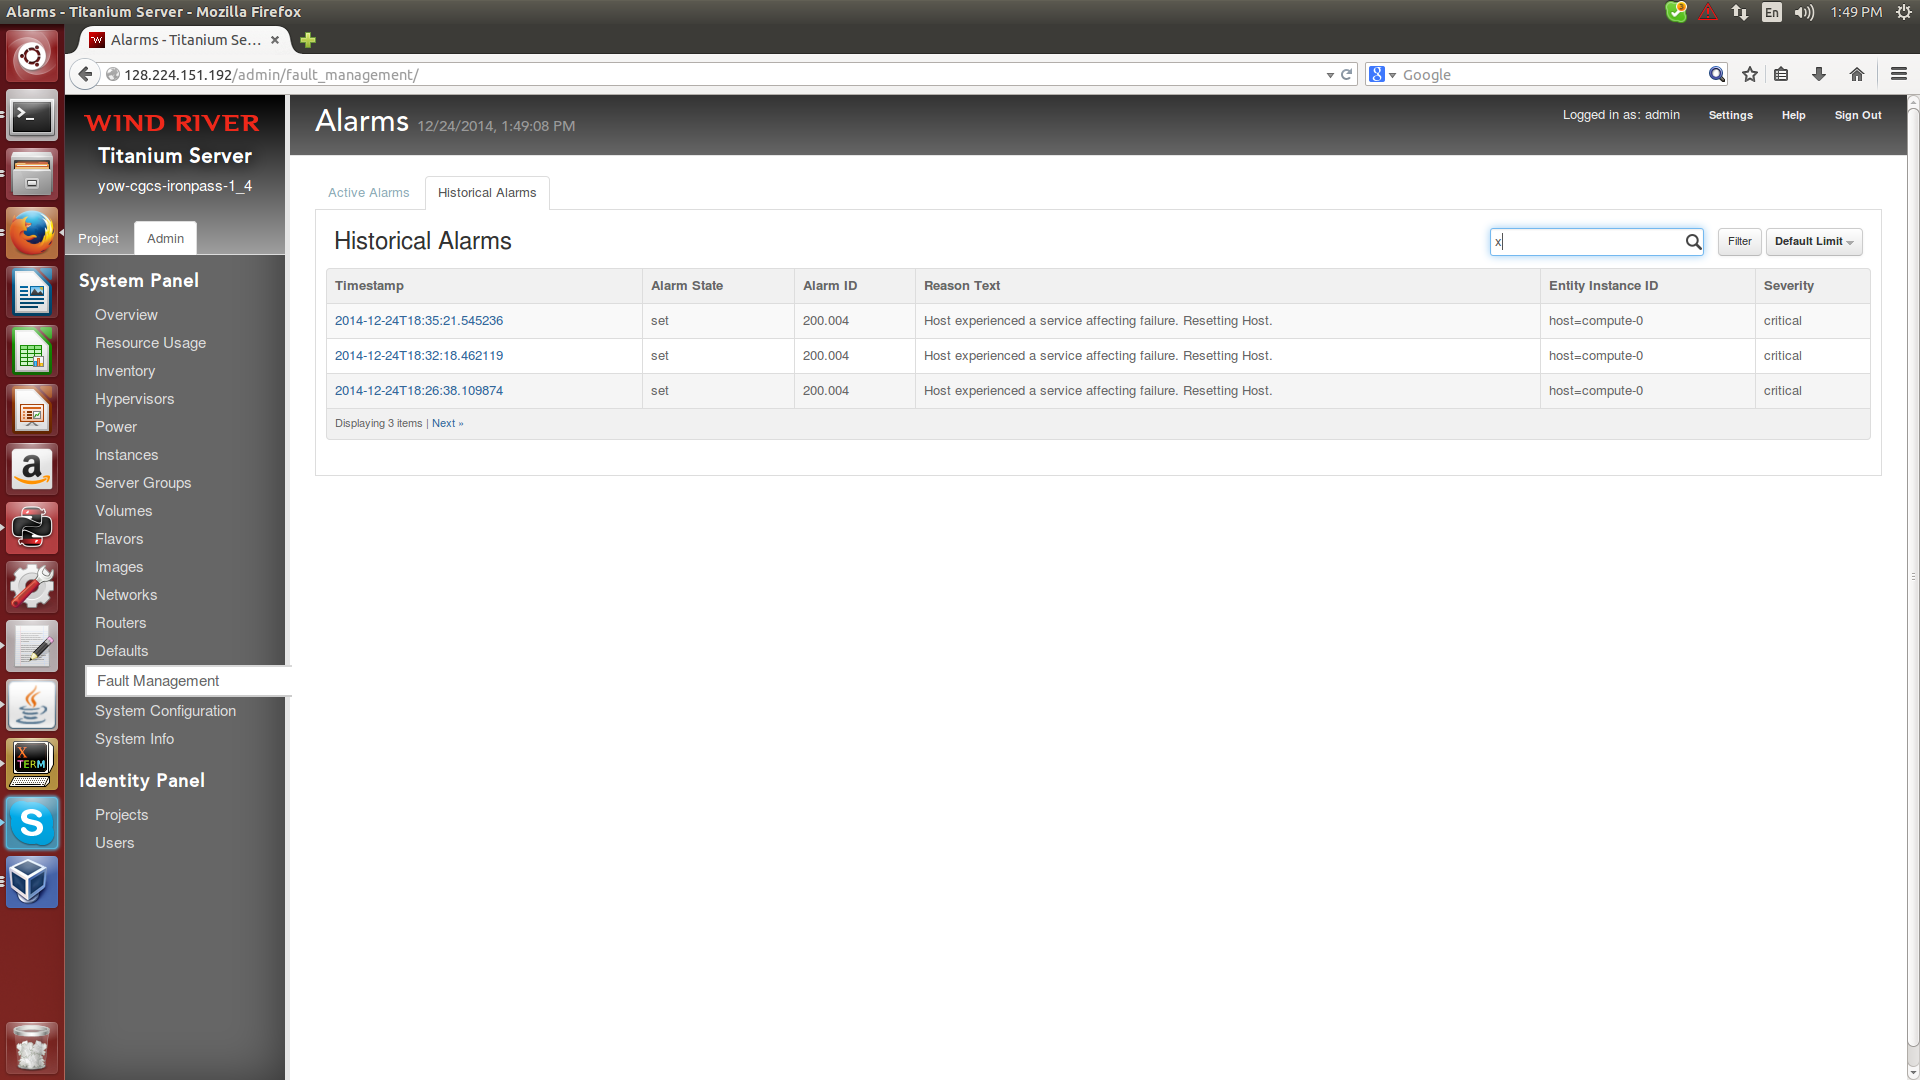 Alarms - Titanium Server - Mozilla Firefox
3
En
1:49 PM
Alarms - Titanium Se...
128.224.151.192/admin/fault_management/
8
Google
WIND RIVER
Titanium Server
yow-cgcs-ironpass-1_4
Project
Admin
System Panel
Overview
Resource Usage
Inventory
Hypervisors
Power
Instances
Server Groups
Volumes
Flavors
Images
Networks
Routers
Defaults
Fault Management
System Configuration
System Info
Identity Panel
Projects
Users
Alarms 12/24/2014, 1:49:08 PM
Logged in as: admin
Settings
Help
Sign Out
Active Alarms
Historical Alarms
Historical Alarms
x
Filter
Default Limit
Timestamp Alarm State Alarm ID Reason Text Entity Instance ID Severity
2014-12-24T18:35:21.545236 set 200.004 Host experienced a service affecting failure. Resetting Host. host=compute-0 critical
2014-12-24T18:32:18.462119 set 200.004 Host experienced a service affecting failure. Resetting Host. host=compute-0 critical
2014-12-24T18:26:38.109874 set 200.004 Host experienced a service affecting failure. Resetting Host. host=compute-0 critical
Displaying 3 items | Next »
>_
a
X
TERM
S